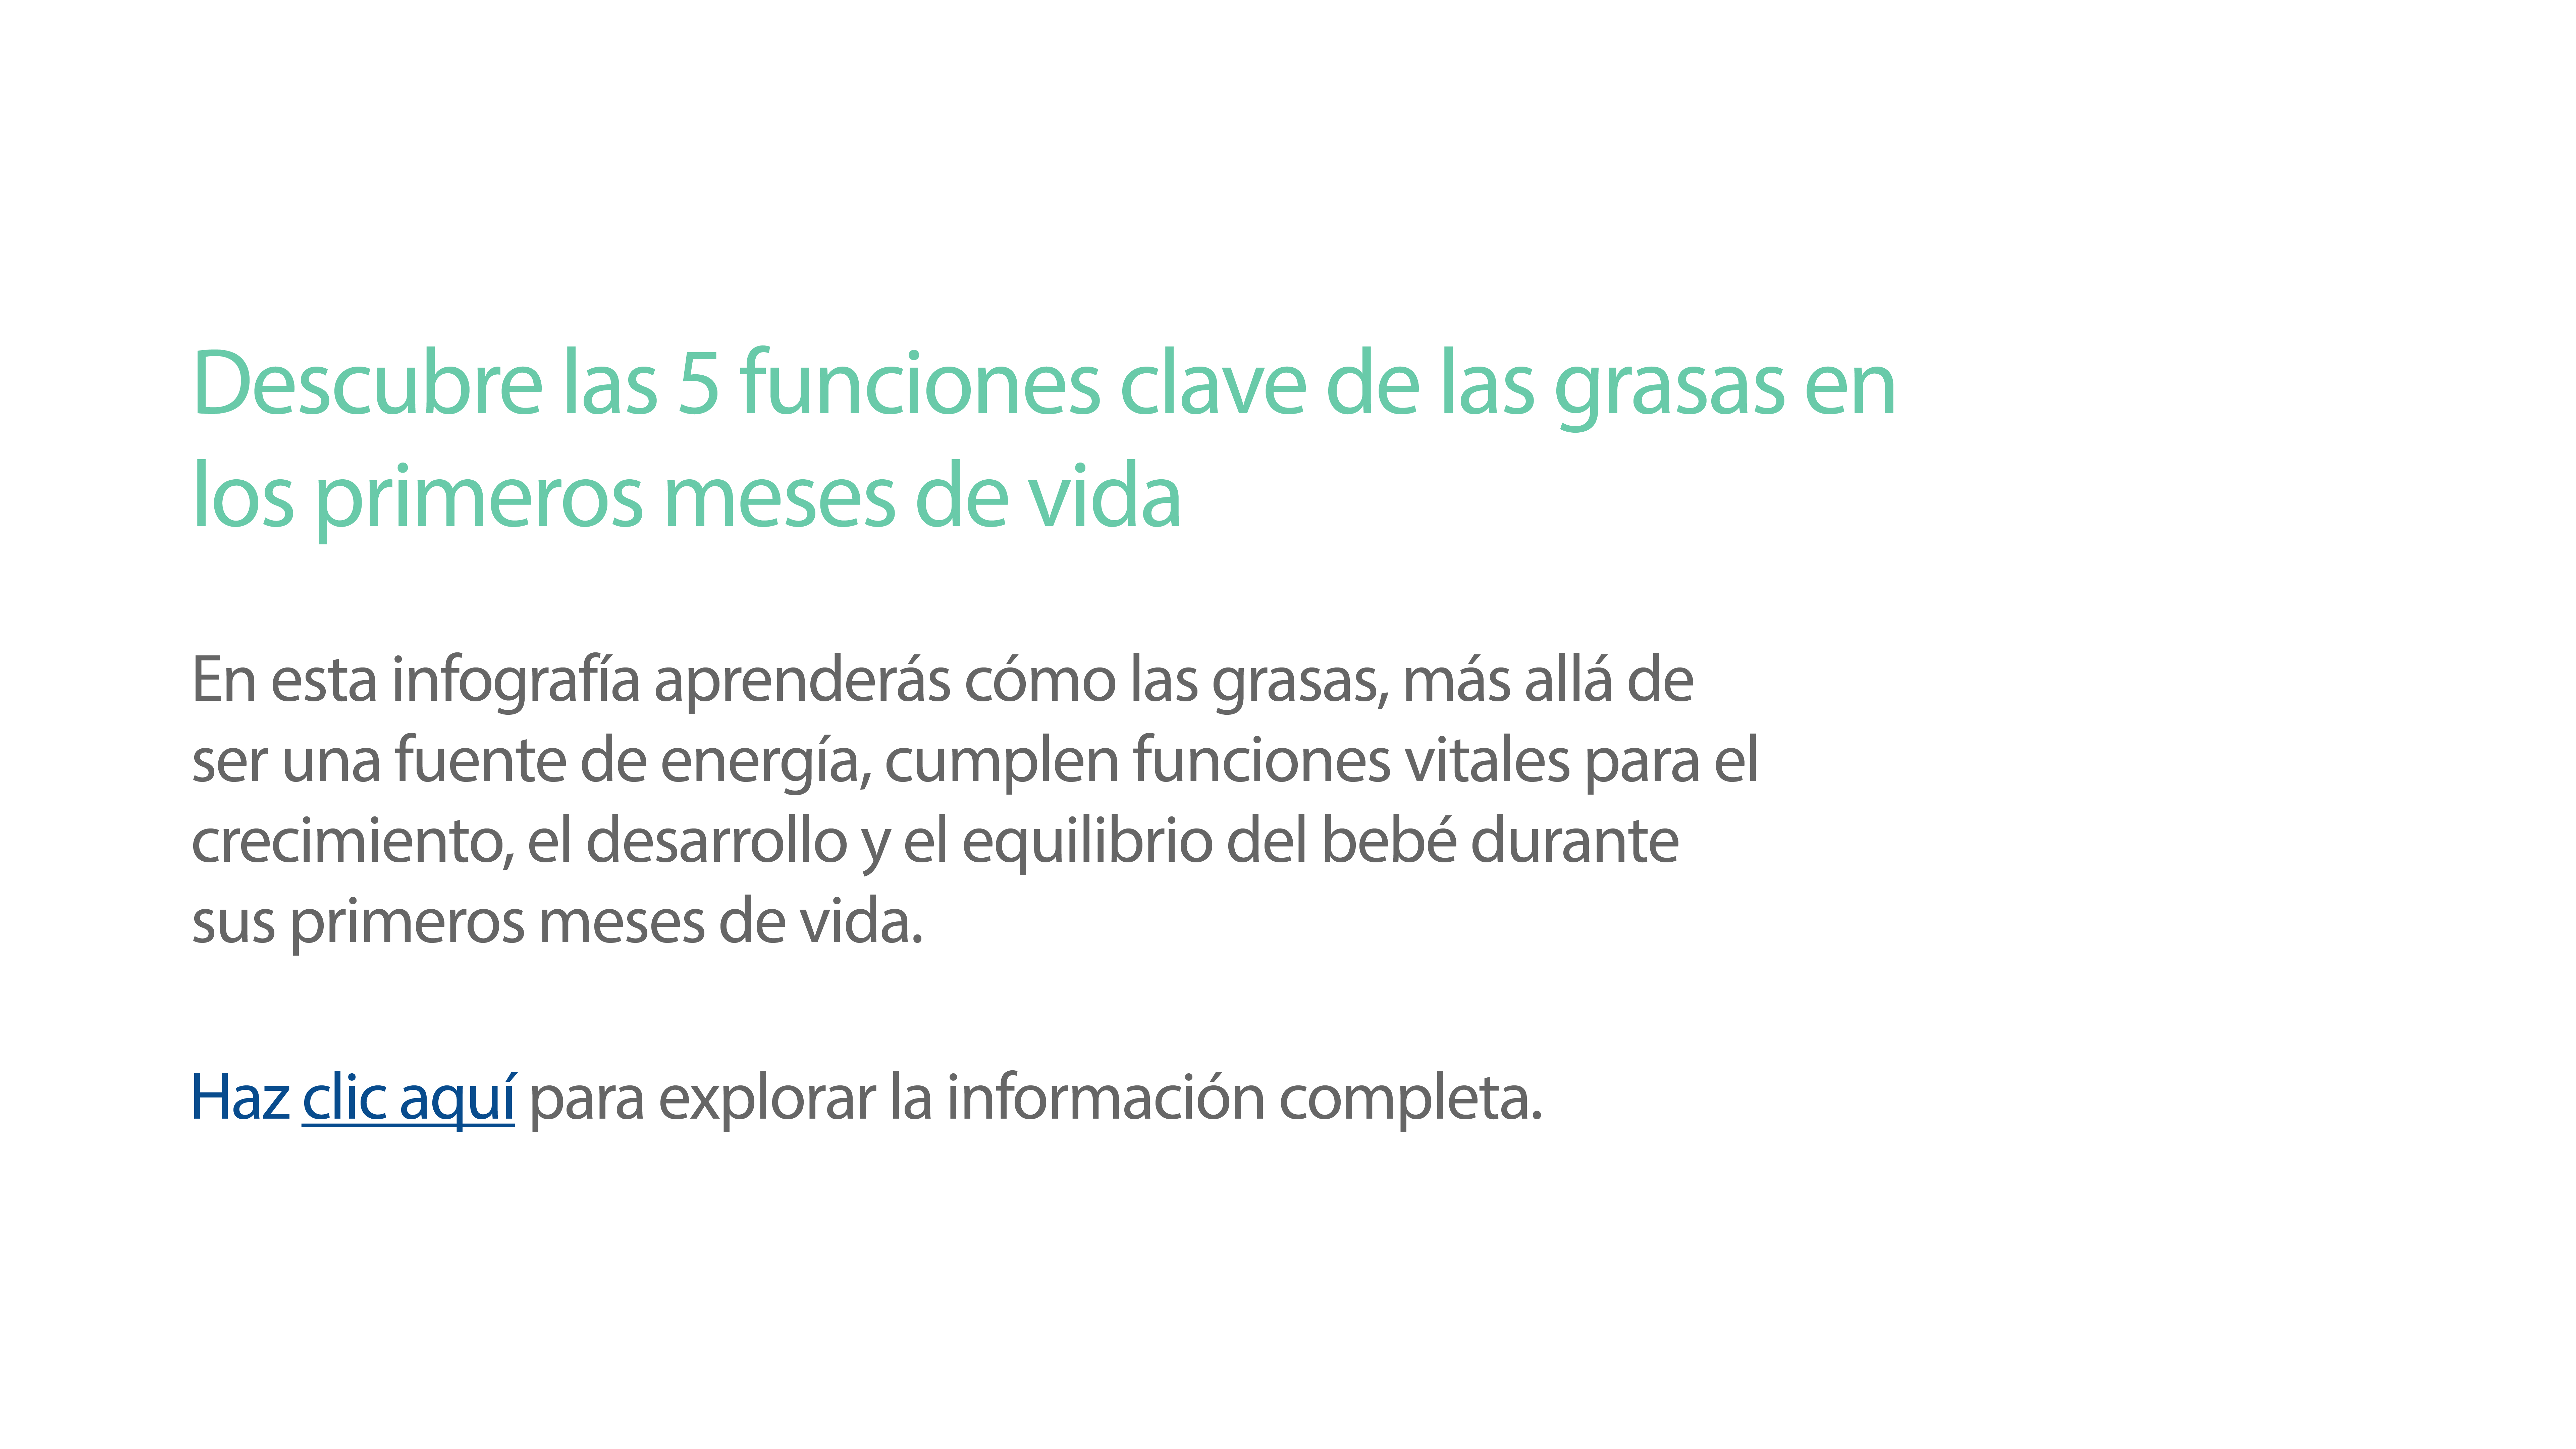 Descubre las 5 funciones clave de las grasas en
los primeros meses de vida
En esta infografía aprenderás cómo las grasas, más allá de
ser una fuente de energía, cumplen funciones vitales para el
crecimiento, el desarrollo y el equilibrio del bebé durante
sus primeros meses de vida.
Haz clic aquí para explorar la información completa.